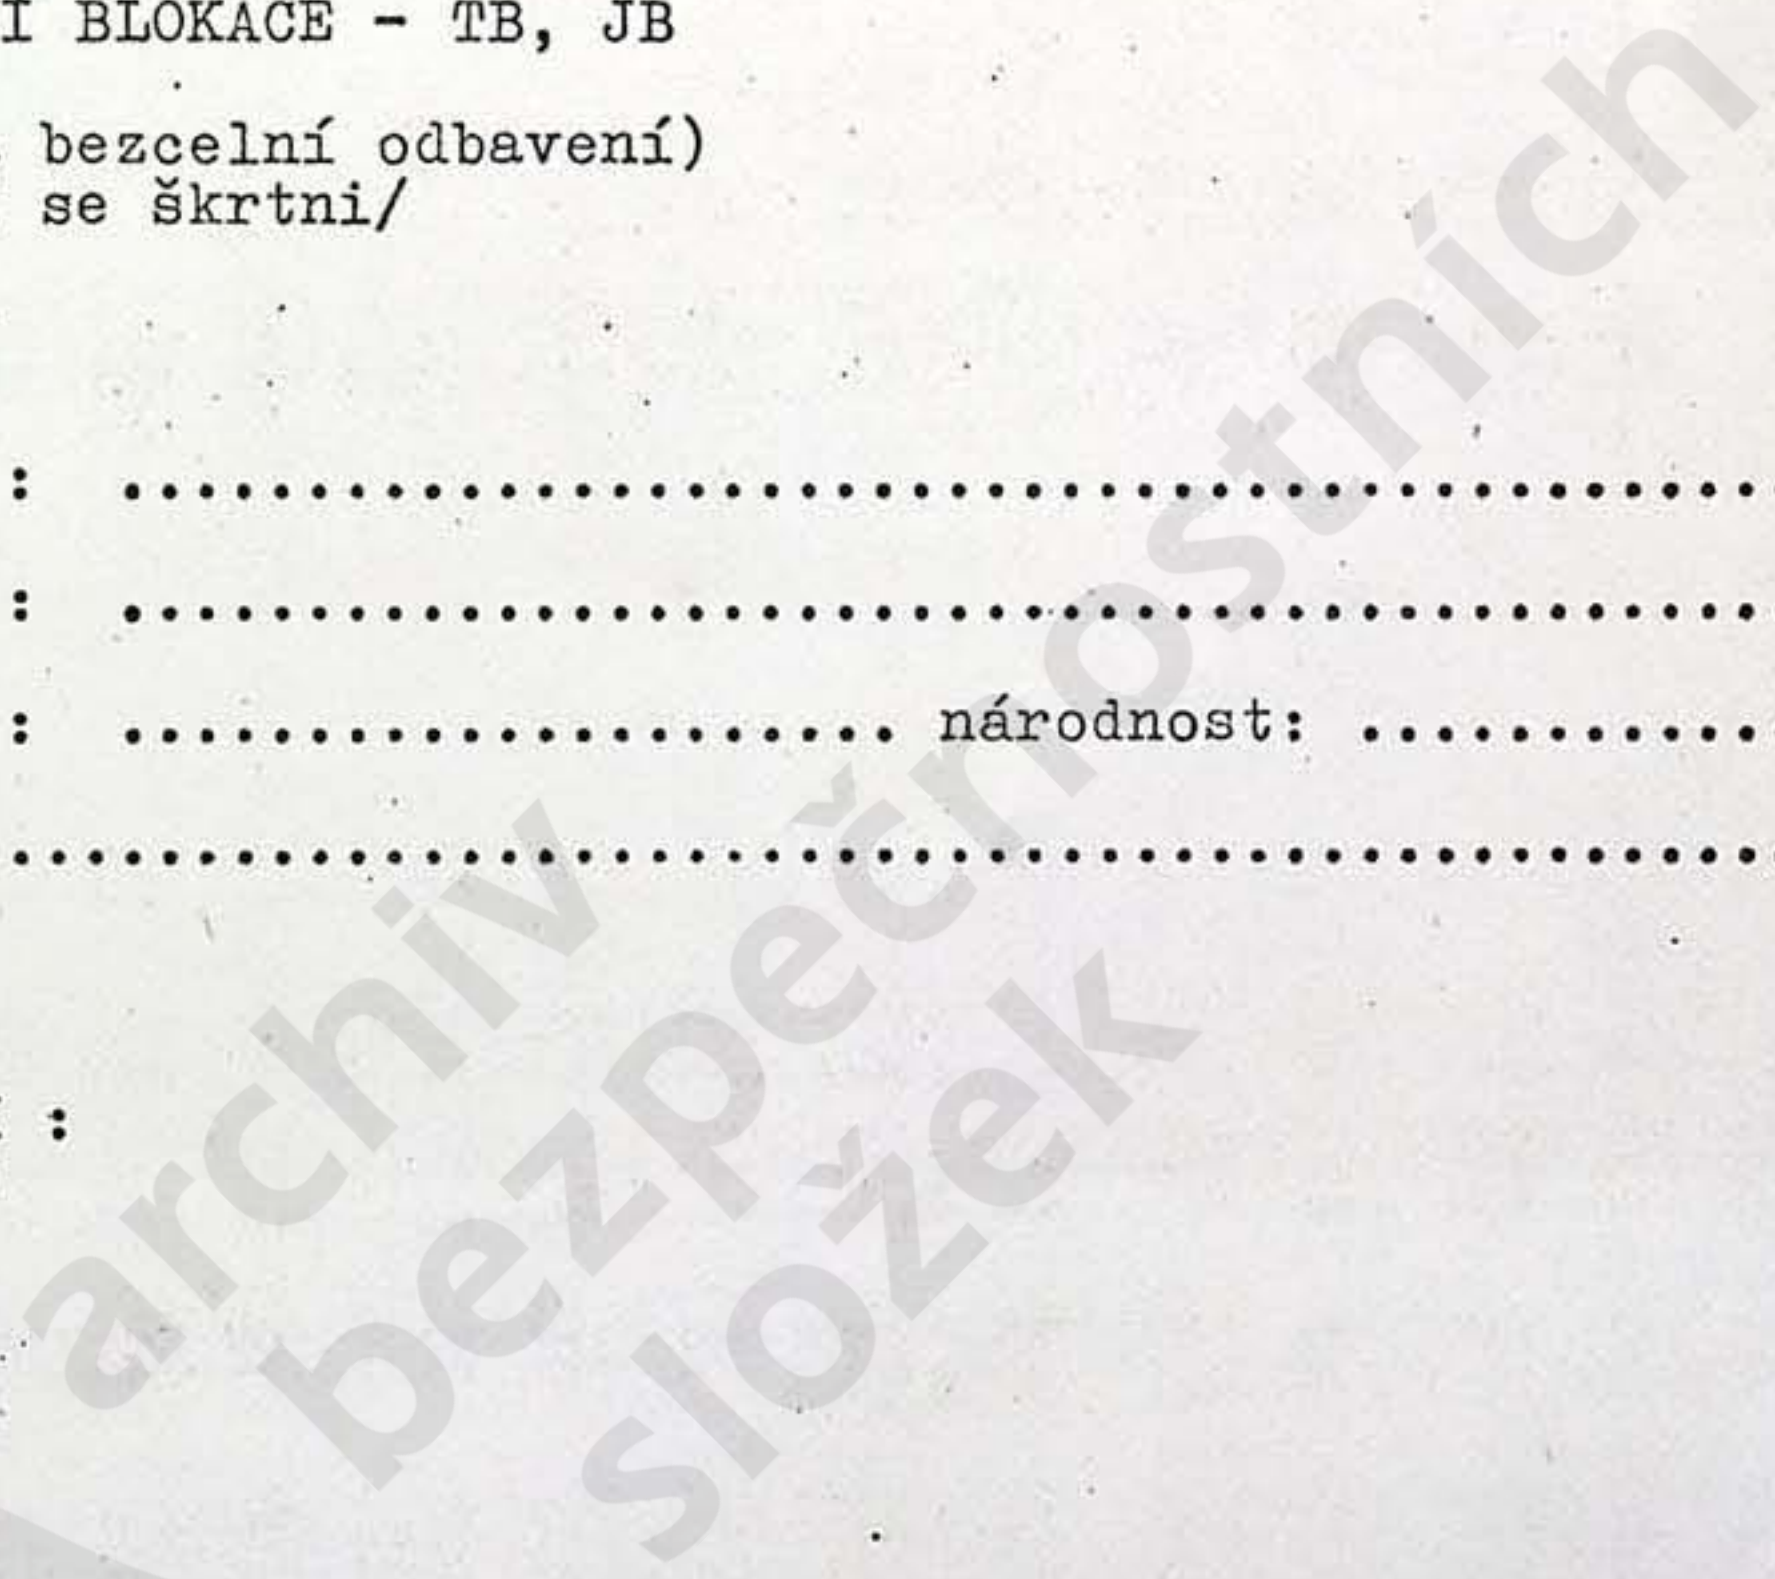 I BLOKACE - TB, JB
bezcelní odbavení)
se škrtni/
: ............................................
: ............................................
: ..................... národnost: ...........
...............................................
:
archiv
bezpečnostních
složek